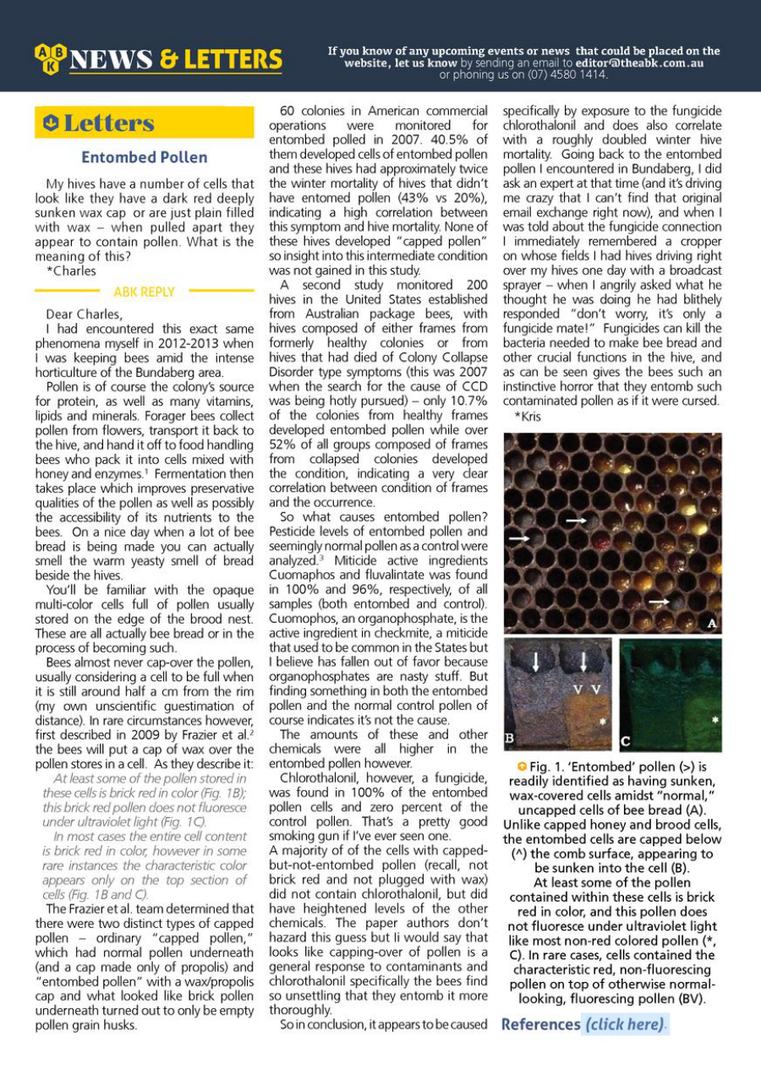 A B K
NEWS & LETTERS
If you know of any upcoming events or news that could be placed on the
website, let us know by sending an email to editor@theabk.com.au
or phoning us on (07) 4580 1414.
Letters
Entombed Pollen
My hives have a number of cells that
look like they have a dark red deeply
sunken wax cap or are just plain filled
with wax – when pulled apart they
appear to contain pollen. What is the
meaning of this?
*Charles
ABK REPLY
Dear Charles,
I had encountered this exact same
phenomena myself in 2012-2013 when
I was keeping bees amid the intense
horticulture of the Bundaberg area.
Pollen is of course the colony's source
for protein, as well as many vitamins,
lipids and minerals. Forager bees collect
pollen from flowers, transport it back to
the hive, and hand it off to food handling
bees who pack it into cells mixed with
honey and enzymes.¹ Fermentation then
takes place which improves preservative
qualities of the pollen as well as possibly
the accessibility of its nutrients to the
bees. On a nice day when a lot of bee
bread is being made you can actually
smell the warm yeasty smell of bread
beside the hives.
You'll be familiar with the opaque
multi-color cells full of pollen usually
stored on the edge of the brood nest.
These are all actually bee bread or in the
process of becoming such.
Bees almost never cap-over the pollen,
usually considering a cell to be full when
it is still around half a cm from the rim
(my own unscientific guestimation of
distance). In rare circumstances however,
first described in 2009 by Frazier et al.²
the bees will put a cap of wax over the
pollen stores in a cell. As they describe it:
At least some of the pollen stored in
these cells is brick red in color (Fig. 1B);
this brick red pollen does not fluoresce
under ultraviolet light (Fig. 1C).
In most cases the entire cell content
is brick red in color, however in some
rare instances the characteristic color
appears only on the top section of
cells (Fig. 1B and C).
The Frazier et al. team determined that
there were two distinct types of capped
pollen – ordinary "capped pollen,"
which had normal pollen underneath
(and a cap made only of propolis) and
"entombed pollen" with a wax/propolis
cap and what looked like brick pollen
underneath turned out to only be empty
pollen grain husks.
60 colonies in American commercial
operations were monitored for
entombed polled in 2007. 40.5% of
them developed cells of entombed pollen
and these hives had approximately twice
the winter mortality of hives that didn't
have entomed pollen (43% vs 20%),
indicating a high correlation between
this symptom and hive mortality. None of
these hives developed "capped pollen"
so insight into this intermediate condition
was not gained in this study.
A second study monitored 200
hives in the United States established
from Australian package bees, with
hives composed of either frames from
formerly healthy colonies or from
hives that had died of Colony Collapse
Disorder type symptoms (this was 2007
when the search for the cause of CCD
was being hotly pursued) – only 10.7%
of the colonies from healthy frames
developed entombed pollen while over
52% of all groups composed of frames
from collapsed colonies developed
the condition, indicating a very clear
correlation between condition of frames
and the occurrence.
So what causes entombed pollen?
Pesticide levels of entombed pollen and
seemingly normal pollen as a control were
analyzed.³ Miticide active ingredients
Cuomaphos and fluvalintate was found
in 100% and 96%, respectively, of all
samples (both entombed and control).
Cuomophos, an organophosphate, is the
active ingredient in checkmite, a miticide
that used to be common in the States but
I believe has fallen out of favor because
organophosphates are nasty stuff. But
finding something in both the entombed
pollen and the normal control pollen of
course indicates it's not the cause.
The amounts of these and other
chemicals were all higher in the
entombed pollen however.
Chlorothalonil, however, a fungicide,
was found in 100% of the entombed
pollen cells and zero percent of the
control pollen. That's a pretty good
smoking gun if I've ever seen one.
A majority of of the cells with capped-
but-not-entombed pollen (recall, not
brick red and not plugged with wax)
did not contain chlorothalonil, but did
have heightened levels of the other
chemicals. The paper authors don't
hazard this guess but Ii would say that
looks like capping-over of pollen is a
general response to contaminants and
chlorothalonil specifically the bees find
so unsettling that they entomb it more
thoroughly.
So in conclusion, it appears to be caused
specifically by exposure to the fungicide
chlorothalonil and does also correlate
with a roughly doubled winter hive
mortality. Going back to the entombed
pollen I encountered in Bundaberg, I did
ask an expert at that time (and it's driving
me crazy that I can't find that original
email exchange right now), and when I
was told about the fungicide connection
I immediately remembered a cropper
on whose fields I had hives driving right
over my hives one day with a broadcast
sprayer – when I angrily asked what he
thought he was doing he had blithely
responded "don't worry, it's only a
fungicide mate!" Fungicides can kill the
bacteria needed to make bee bread and
other crucial functions in the hive, and
as can be seen gives the bees such an
instinctive horror that they entomb such
contaminated pollen as if it were cursed.
*Kris
A
V V
*
B
*
C
Fig. 1. 'Entombed' pollen (>) is
readily identified as having sunken,
wax-covered cells amidst "normal,"
uncapped cells of bee bread (A).
Unlike capped honey and brood cells,
the entombed cells are capped below
(^) the comb surface, appearing to
be sunken into the cell (B).
At least some of the pollen
contained within these cells is brick
red in color, and this pollen does
not fluoresce under ultraviolet light
like most non-red colored pollen (*,
C). In rare cases, cells contained the
characteristic red, non-fluorescing
pollen on top of otherwise normal-
looking, fluorescing pollen (BV).
References (click here).